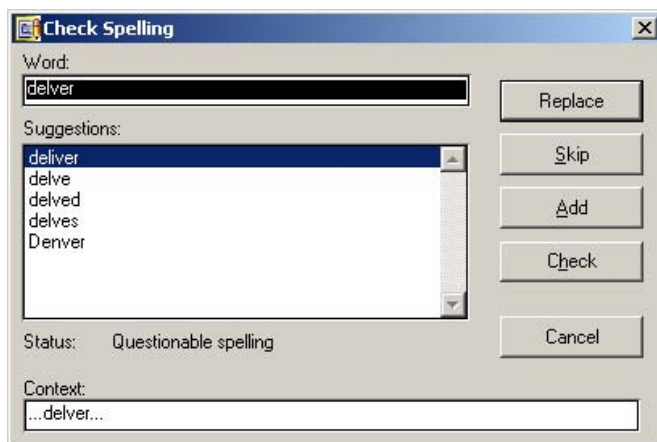 Check Spelling
Word:
delver
Replace
Suggestions:
deliver
delve
delved
delves
Denver
Skip
Add
Check
Cancel
Status: Questionable spelling
Context:
...delver...